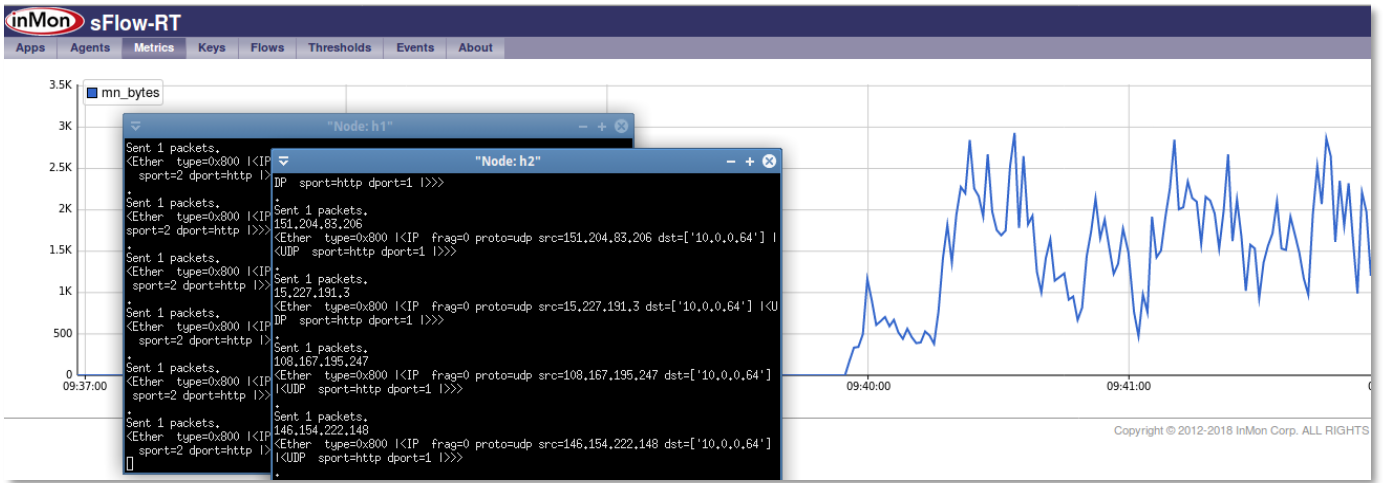 inMon sFlow-RT
Apps Agents Metrics Keys Flows Thresholds Events About
3.5K
mn_bytes
3K
2.5K
2K
1.5K
1K
500
0
09:37:00
09:40:00
09:41:00
"Node: h1"
Sent 1 packets.
<Ether type=0x800 |<IP
sport=2 dport=http |>
.
Sent 1 packets.
<Ether type=0x800 |<IP
sport=2 dport=http |>>>
.
Sent 1 packets.
<Ether type=0x800 |<IP
sport=2 dport=http |>>
.
Sent 1 packets.
<Ether type=0x800 |<IP
sport=2 dport=http |>
.
Sent 1 packets.
<Ether type=0x800 |<IP
sport=2 dport=http |>>
.
Sent 1 packets.
<Ether type=0x800 |<IP
sport=2 dport=http |>
"Node: h2"
DP sport=http dport=1 |>>>
.
Sent 1 packets.
151.204.83.206
<Ether type=0x800 |<IP frag=0 proto=udp src=151.204.83.206 dst=['10.0.0.64'] |
<UDP sport=http dport=1 |>>>
.
Sent 1 packets.
15.227.191.3
<Ether type=0x800 |<IP frag=0 proto=udp src=15.227.191.3 dst=['10.0.0.64'] |<U
DP sport=http dport=1 |>>>
.
Sent 1 packets.
108.167.195.247
<Ether type=0x800 |<IP frag=0 proto=udp src=108.167.195.247 dst=['10.0.0.64']
|<UDP sport=http dport=1 |>>>
.
Sent 1 packets.
146.154.222.148
<Ether type=0x800 |<IP frag=0 proto=udp src=146.154.222.148 dst=['10.0.0.64']
|<UDP sport=http dport=1 |>>>
.
Copyright © 2012-2018 InMon Corp. ALL RIGHTS